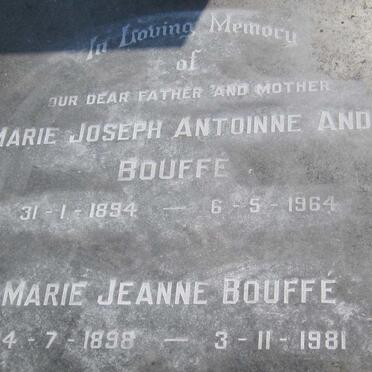 In Loving Memory
of
OUR DEAR FATHER AND MOTHER
MARIE JOSEPH ANTOINNE AND
BOUFFÉ
31-1-1894 — 6-5-1964
MARIE JEANNE BOUFFÉ
4-7-1898 — 3-11-1981